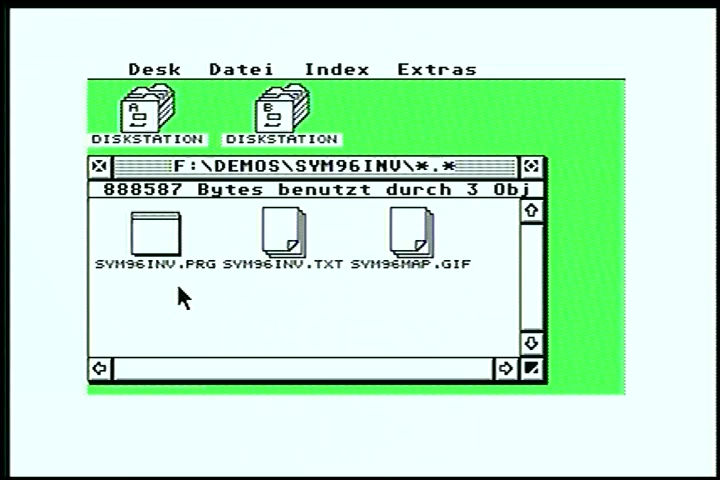 Desk Datei Index Extras
A B
DISKSTATION DISKSTATION
F:\DEMOS\SYM96INV\*.*
888587 Bytes benutzt durch 3 Obj
SYM96INV.PRG SYM96INV.TXT SYM96MAP.GIF